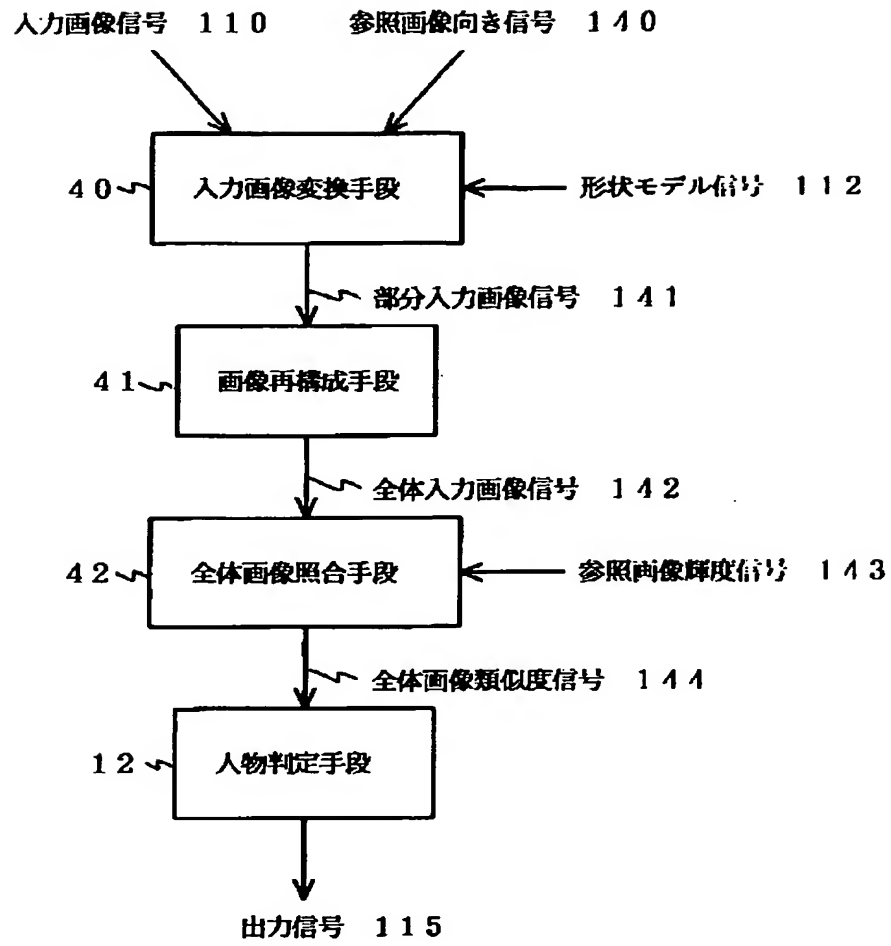 入力画像信号　１１０　　参照画像向き信号　１４０
４０　入力画像変換手段　形状モデル信号　１１２
部分入力画像信号　１４１
４１　画像再構成手段
全体入力画像信号　１４２
４２　全体画像照合手段　参照画像輝度信号　１４３
全体画像類似度信号　１４４
１２　人物判定手段
出力信号　１１５